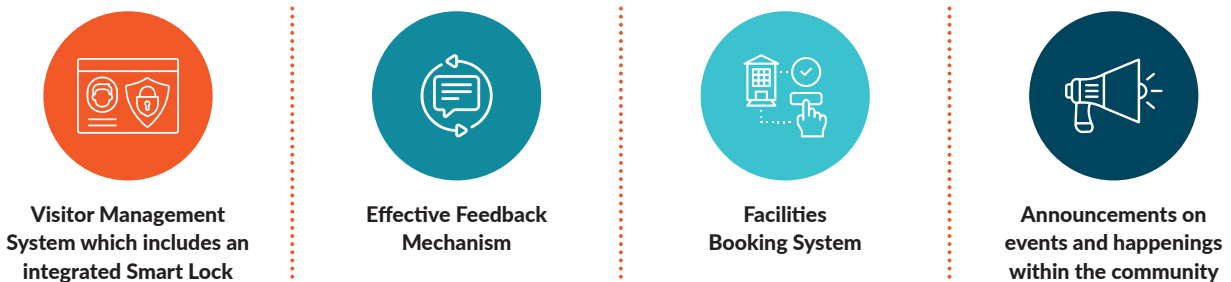 Visitor Management
System which includes an
integrated Smart Lock
Effective Feedback
Mechanism
Facilities
Booking System
Announcements on
events and happenings
within the community